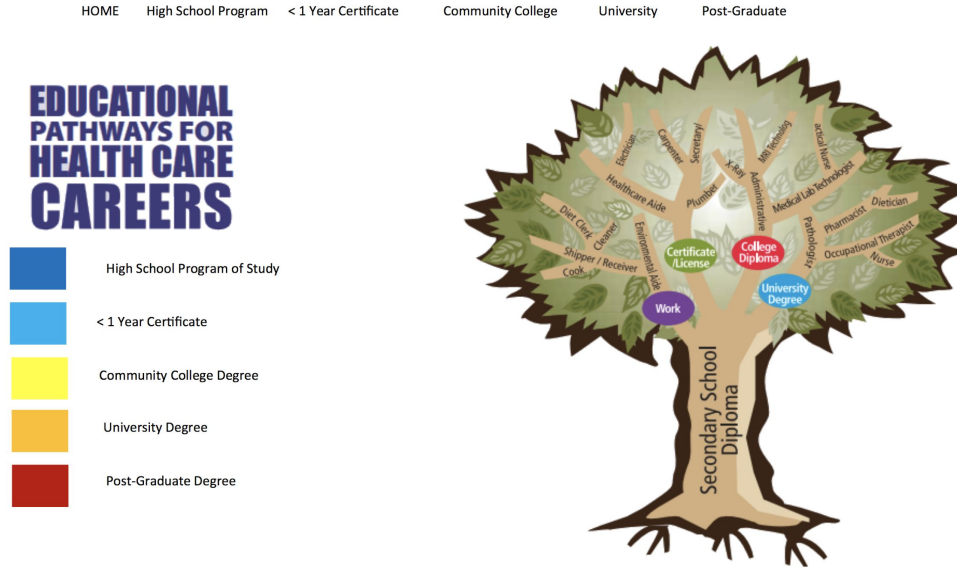 HOME High School Program < 1 Year Certificate Community College University Post-Graduate
EDUCATIONAL
PATHWAYS FOR
HEALTH CARE
CAREERS
High School Program of Study
< 1 Year Certificate
Community College Degree
University Degree
Post-Graduate Degree
Electrician
Carpenter
Secretary/
X-Ray
MRI Technolog
actical Nurse
Healthcare Aide
Plumber
Administrative
Medical Lab Technologist
Diet Clerk
Cleaner
Environmental Aide
Shipper / Receiver
Cook
Pathologist
Pharmacist
Dietician
Occupational Therapist
Nurse
Certificate
/License
College
Diploma
Work
University
Degree
Secondary School
Diploma